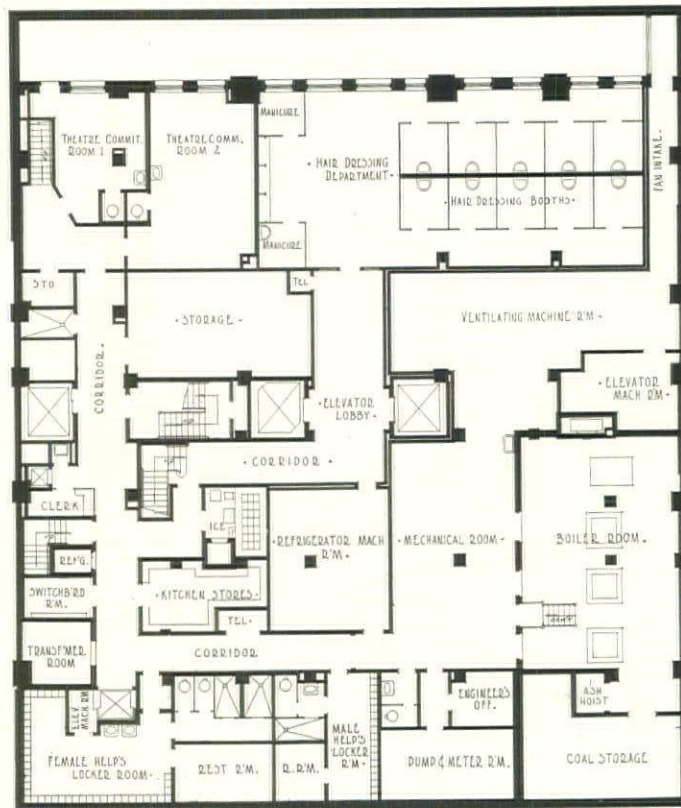 THEATRE COMMIT.
ROOM 1
THEATRE COMM.
ROOM 2
MANICURE
· HAIR DRESSING
DEPARTMENT ·
MANICURE
· HAIR DRESSING BOOTHS ·
FAN INTAKE.
STO
TEL
· STORAGE ·
VENTILATING MACHINE R'M ·
CORRIDOR
· ELEVATOR
LOBBY ·
· ELEVATOR
MACH R'M ·
· CORRIDOR ·
CLERK
ICE
· REFRIGERATOR MACH
R'M. ·
· MECHANICAL ROOM ·
BOILER ROOM.
REF'G.
SWITCHB'RD
R'M.
· KITCHEN STORES ·
TEL·
DOWN
TRANSF'MER
ROOM
CORRIDOR
ELEV.
MACH. RM
ENGINEER'S
OFF.
ASH
HOIST
FEMALE HELP'S
LOCKER ROOM ·
REST R'M.
R.R'M.
MALE
HELP'S
LOCKER
R'M ·
PUMP & METER R'M.
COAL STORAGE